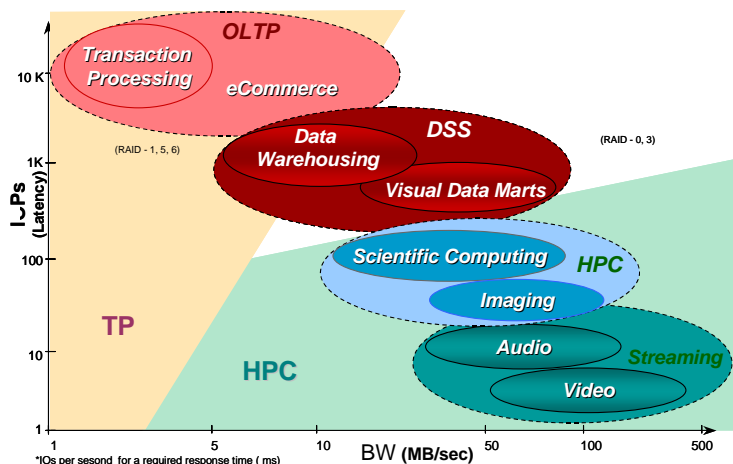 OLTP
Transaction
Processing
eCommerce
10 K
(RAID - 1, 5, 6)
Data
Warehousing
DSS
(RAID - 0, 3)
1K
Visual Data Marts
IOPs
(Latency)
Scientific Computing
HPC
100
Imaging
TP
Audio
10
HPC
Streaming
Video
1
1
5
10
50
100
500
BW (MB/sec)
*IOs per sesond for a required response time ( ms)